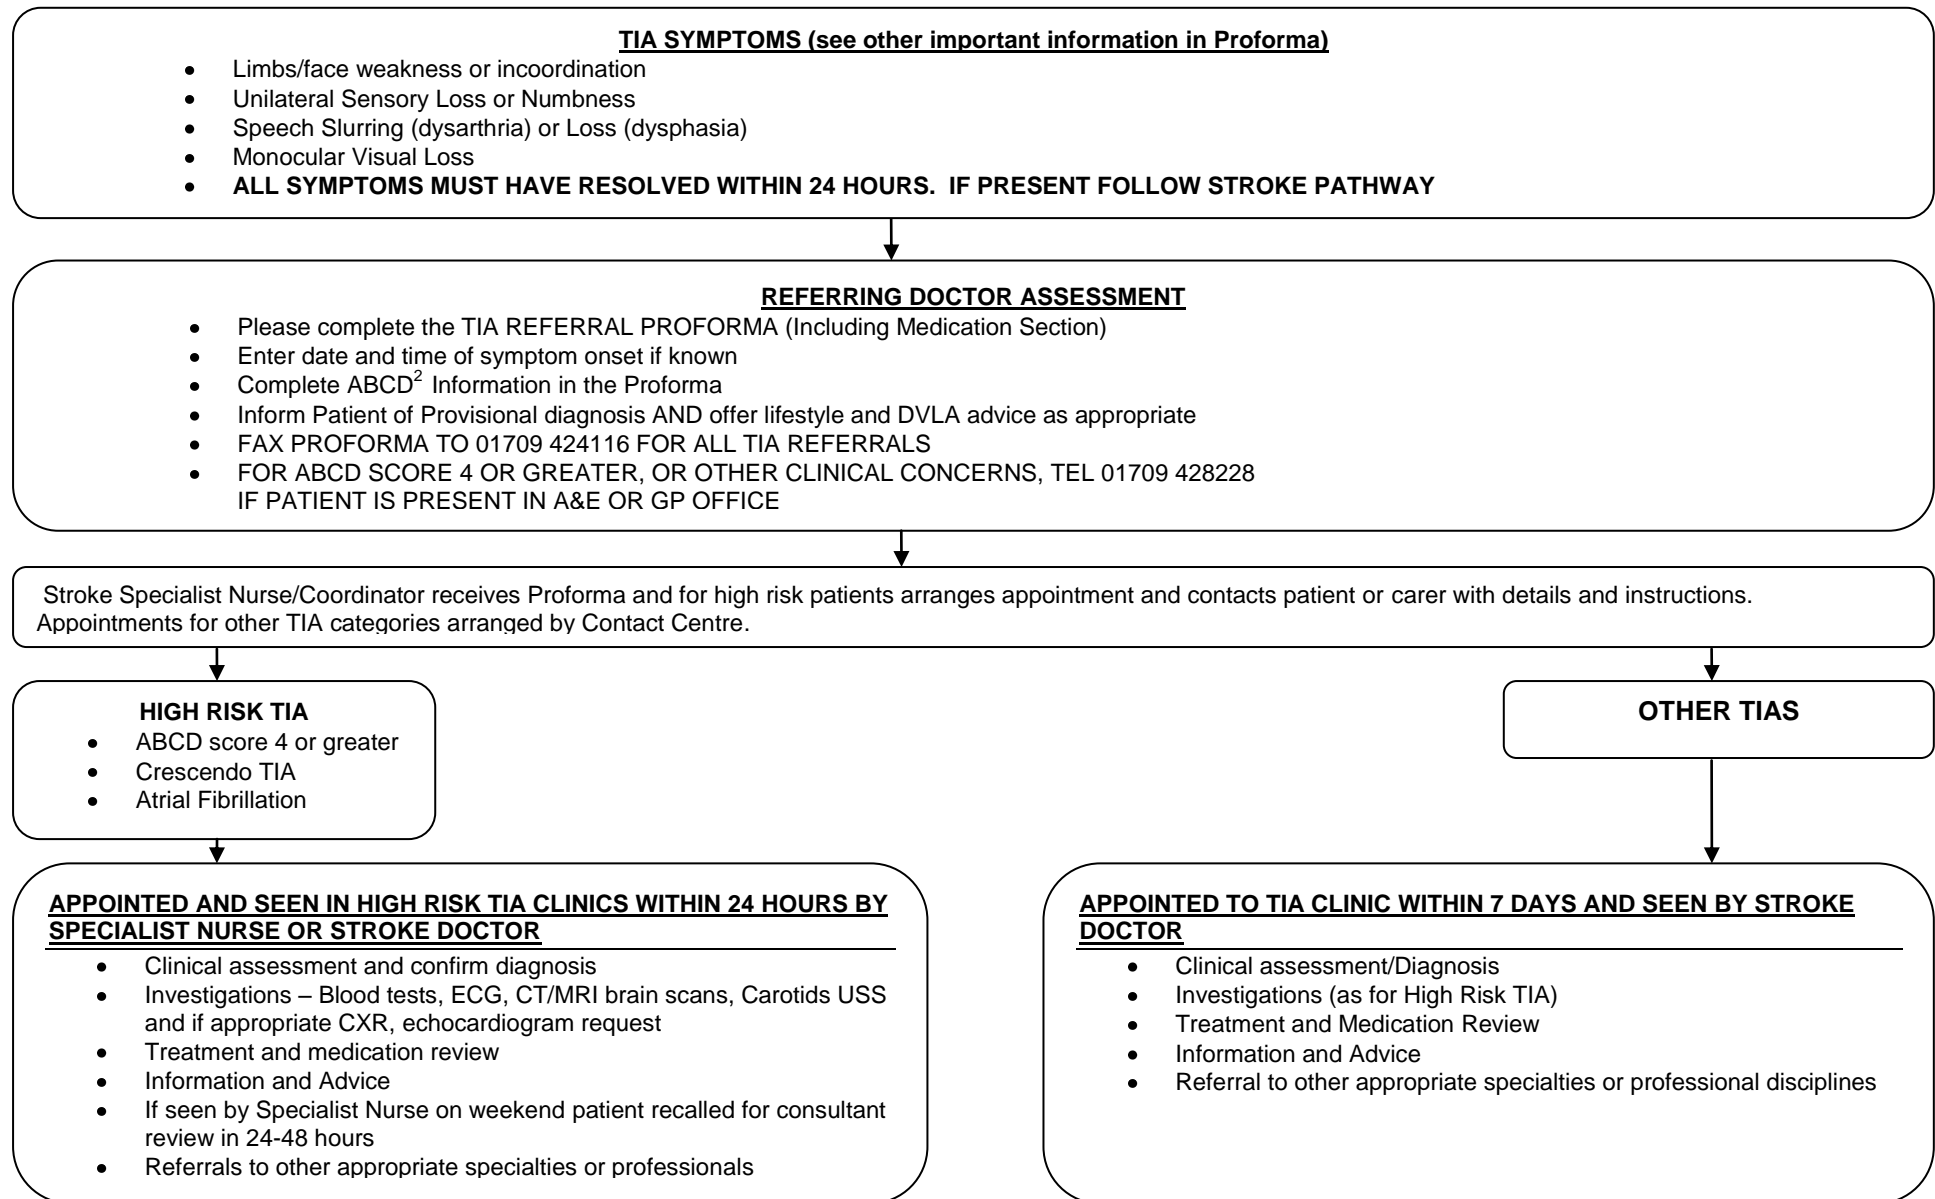 TIA SYMPTOMS (see other important information in Proforma)
• Limbs/face weakness or incoordination
• Unilateral Sensory Loss or Numbness
• Speech Slurring (dysarthria) or Loss (dysphasia)
• Monocular Visual Loss
• ALL SYMPTOMS MUST HAVE RESOLVED WITHIN 24 HOURS. IF PRESENT FOLLOW STROKE PATHWAY
REFERRING DOCTOR ASSESSMENT
• Please complete the TIA REFERRAL PROFORMA (Including Medication Section)
• Enter date and time of symptom onset if known
• Complete ABCD² Information in the Proforma
• Inform Patient of Provisional diagnosis AND offer lifestyle and DVLA advice as appropriate
• FAX PROFORMA TO 01709 424116 FOR ALL TIA REFERRALS
• FOR ABCD SCORE 4 OR GREATER, OR OTHER CLINICAL CONCERNS, TEL 01709 428228
IF PATIENT IS PRESENT IN A&E OR GP OFFICE
Stroke Specialist Nurse/Coordinator receives Proforma and for high risk patients arranges appointment and contacts patient or carer with details and instructions.
Appointments for other TIA categories arranged by Contact Centre.
HIGH RISK TIA
• ABCD score 4 or greater
• Crescendo TIA
• Atrial Fibrillation
OTHER TIAS
APPOINTED AND SEEN IN HIGH RISK TIA CLINICS WITHIN 24 HOURS BY
SPECIALIST NURSE OR STROKE DOCTOR
• Clinical assessment and confirm diagnosis
• Investigations – Blood tests, ECG, CT/MRI brain scans, Carotids USS
and if appropriate CXR, echocardiogram request
• Treatment and medication review
• Information and Advice
• If seen by Specialist Nurse on weekend patient recalled for consultant
review in 24-48 hours
• Referrals to other appropriate specialties or professionals
APPOINTED TO TIA CLINIC WITHIN 7 DAYS AND SEEN BY STROKE
DOCTOR
• Clinical assessment/Diagnosis
• Investigations (as for High Risk TIA)
• Treatment and Medication Review
• Information and Advice
• Referral to other appropriate specialties or professional disciplines